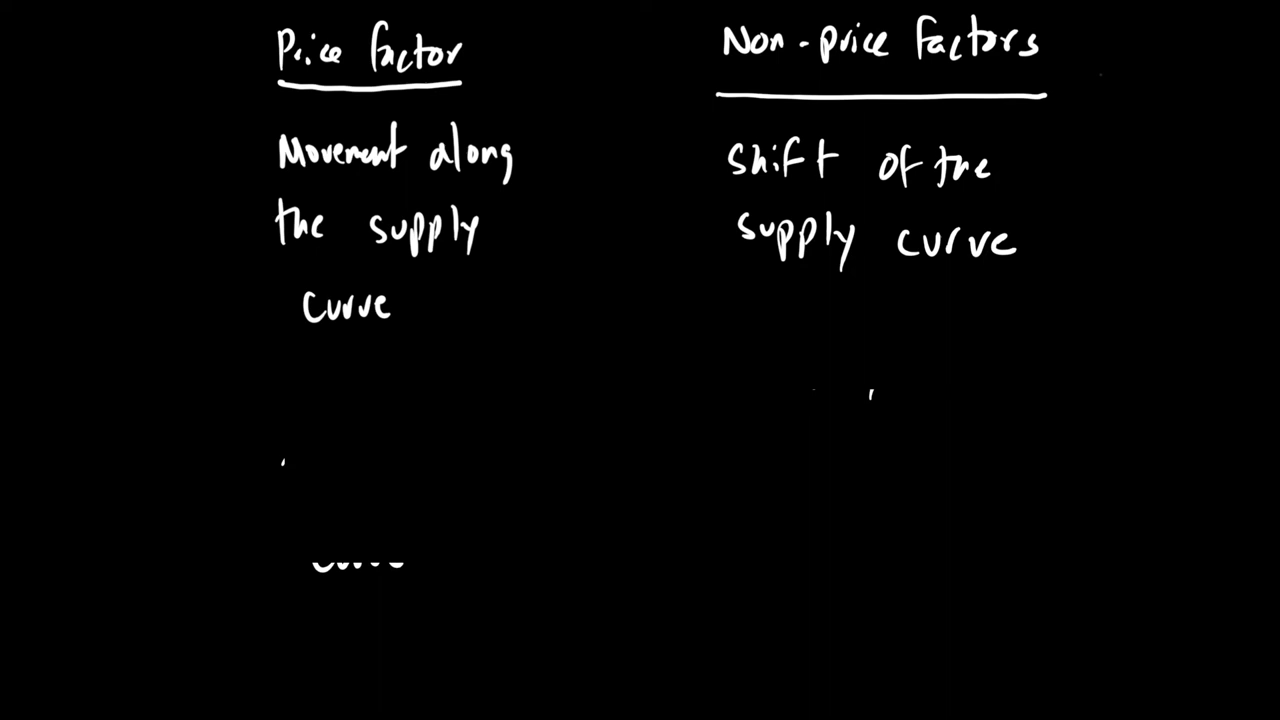 Price factor
Movement along
the supply
curve
Non-price factors
shift of the
supply curve